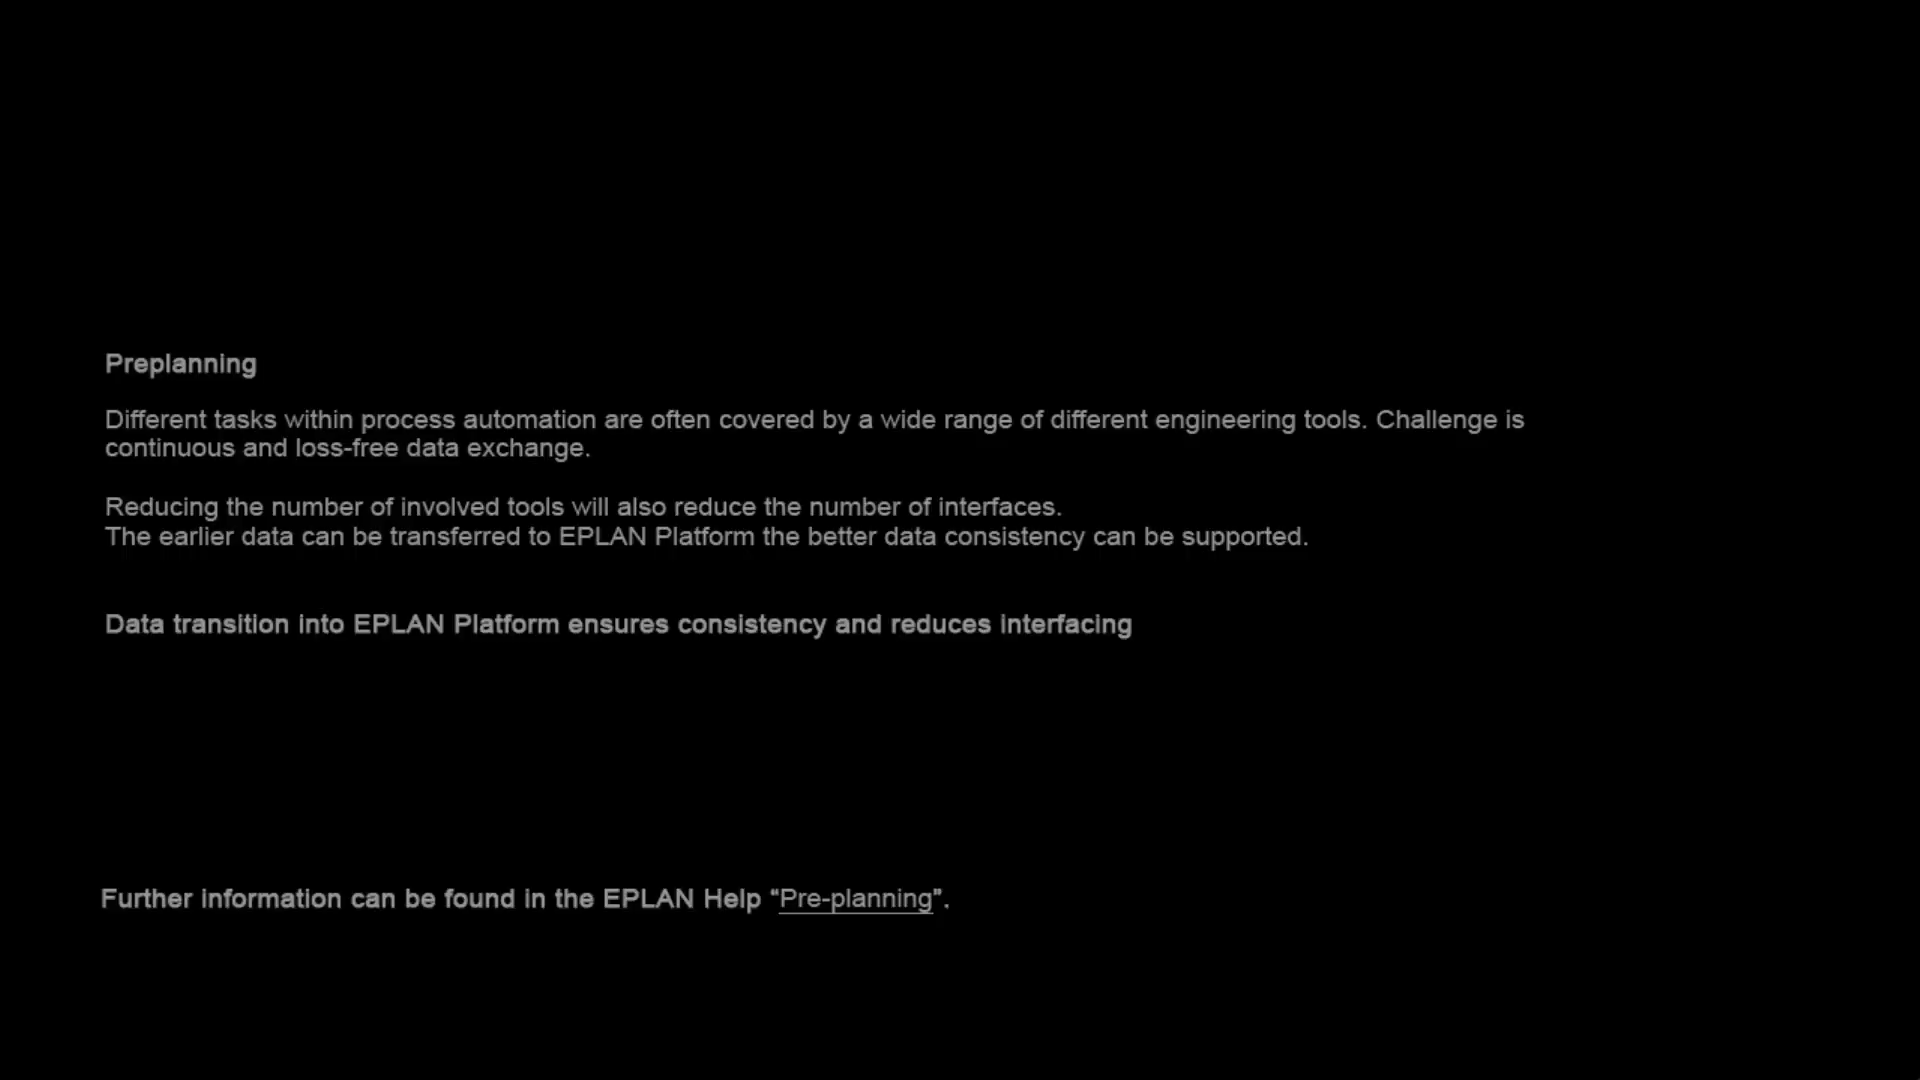 Preplanning
Different tasks within process automation are often covered by a wide range of different engineering tools. Challenge is
continuous and loss-free data exchange.
Reducing the number of involved tools will also reduce the number of interfaces.
The earlier data can be transferred to EPLAN Platform the better data consistency can be supported.
Data transition into EPLAN Platform ensures consistency and reduces interfacing
Further information can be found in the EPLAN Help “Pre-planning”.